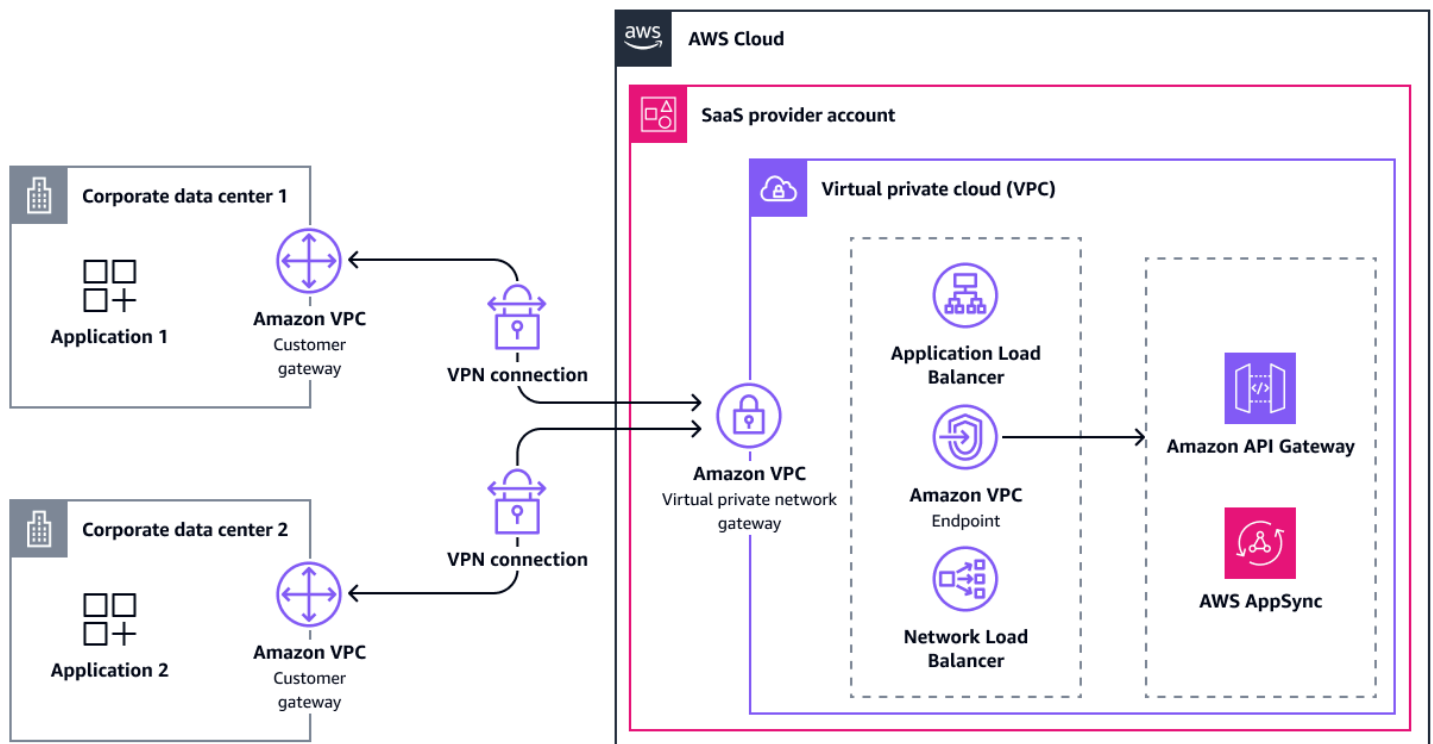 aws
AWS Cloud
SaaS provider account
Virtual private cloud (VPC)
Corporate data center 1
Application 1
Amazon VPC
Customer
gateway
VPN connection
Corporate data center 2
Application 2
Amazon VPC
Customer
gateway
VPN connection
Amazon VPC
Virtual private network
gateway
Application Load
Balancer
Amazon VPC
Endpoint
Network Load
Balancer
</>
Amazon API Gateway
AWS AppSync